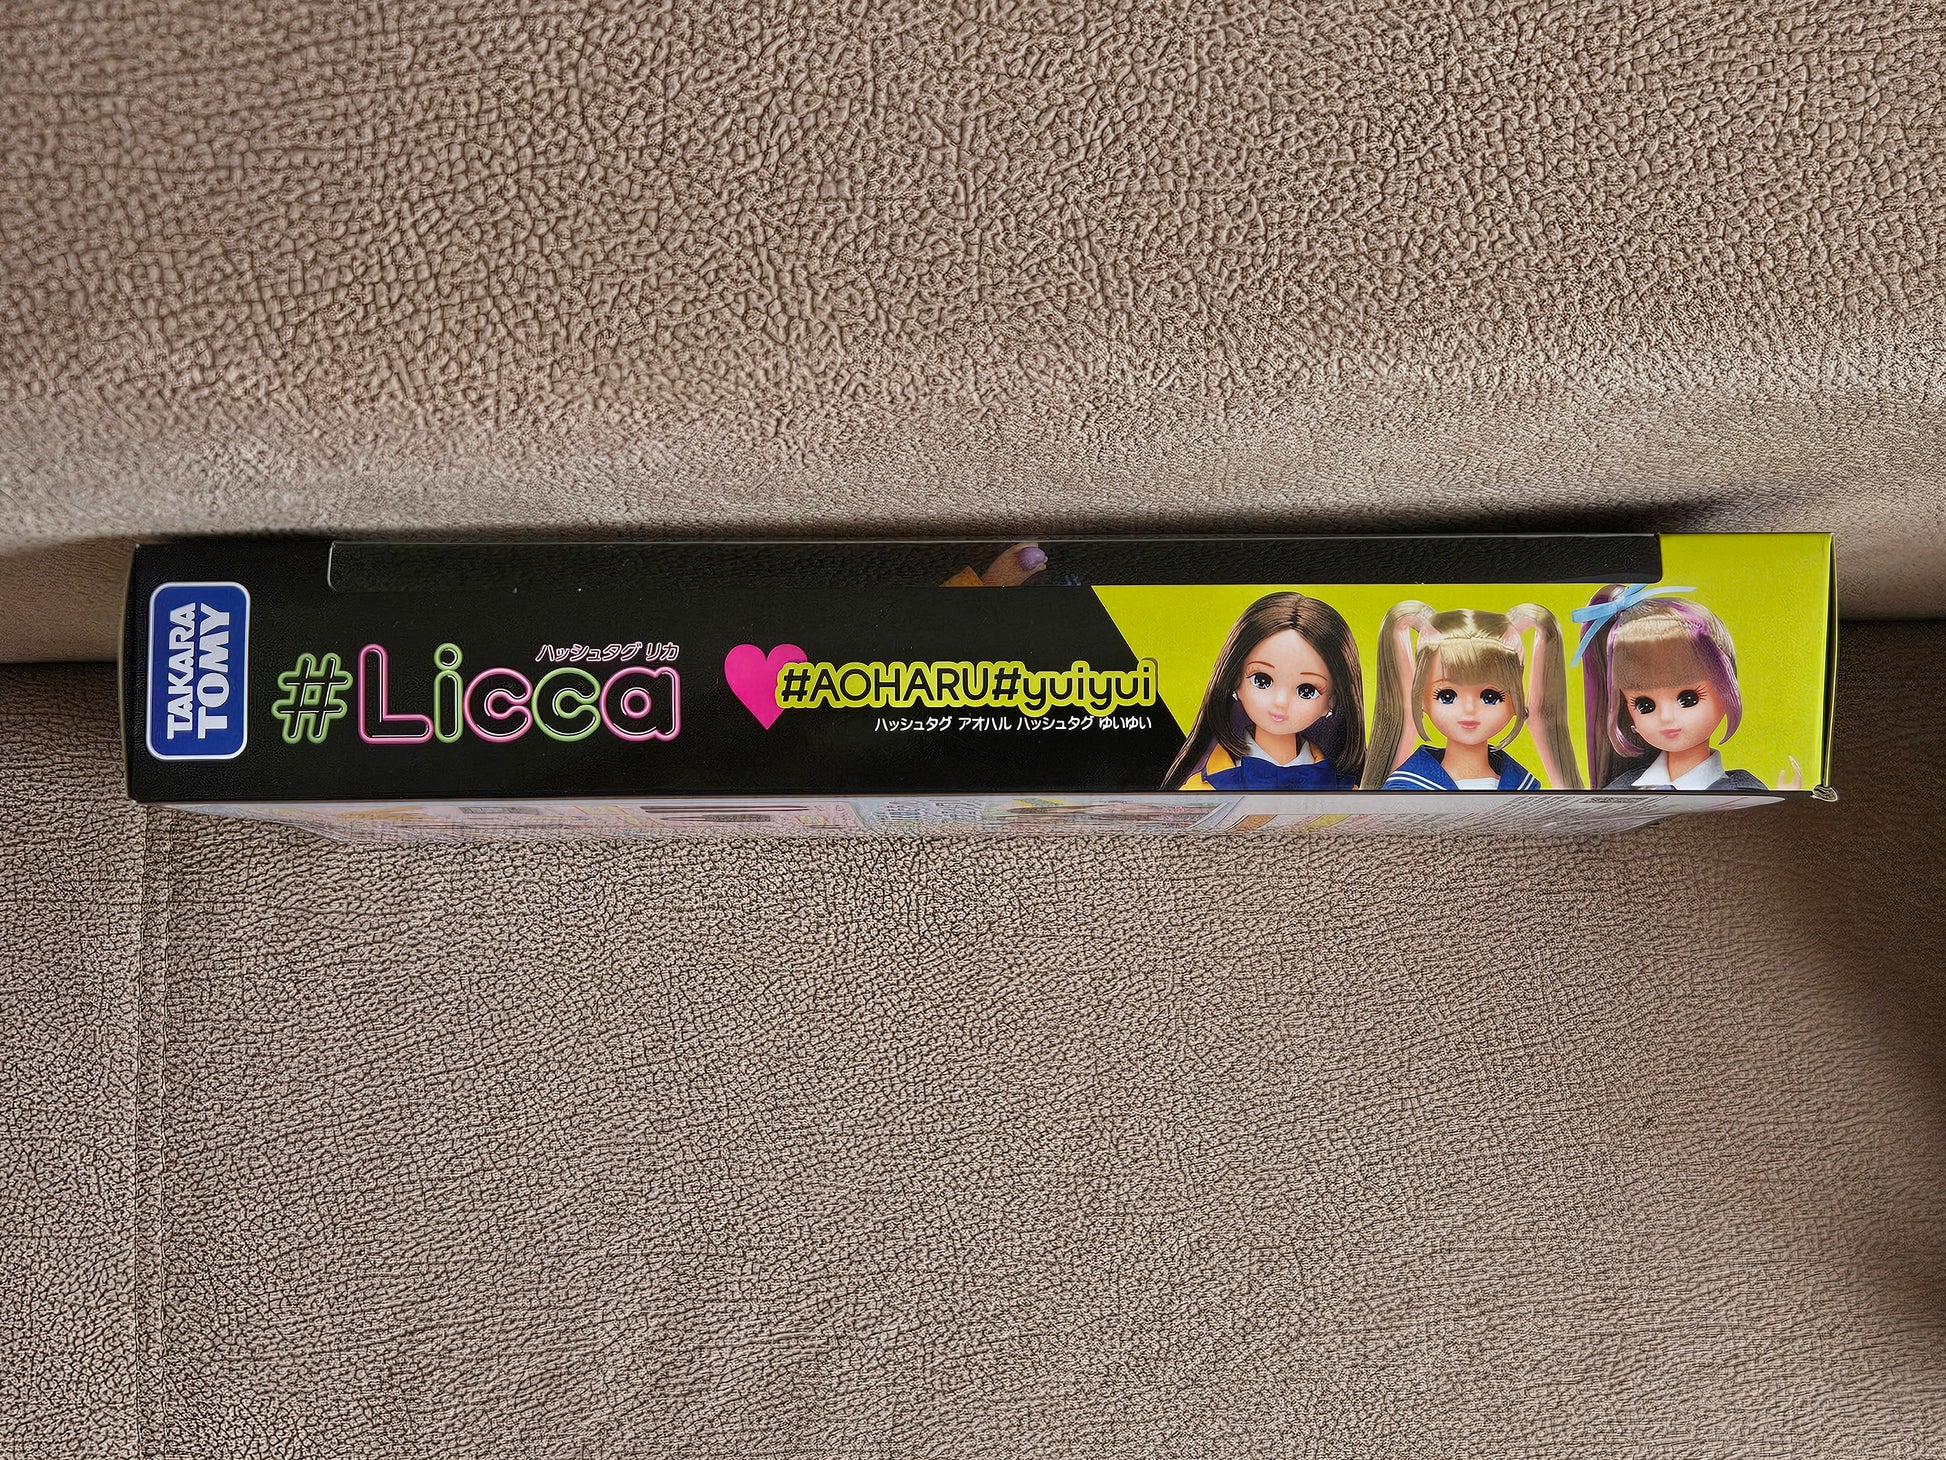 TAKARA
TOMY
ハッシュタグ リカ
#Licca
#AOHARU#yuiyui
ハッシュタグ アオハル ハッシュタグ ゆいゆい